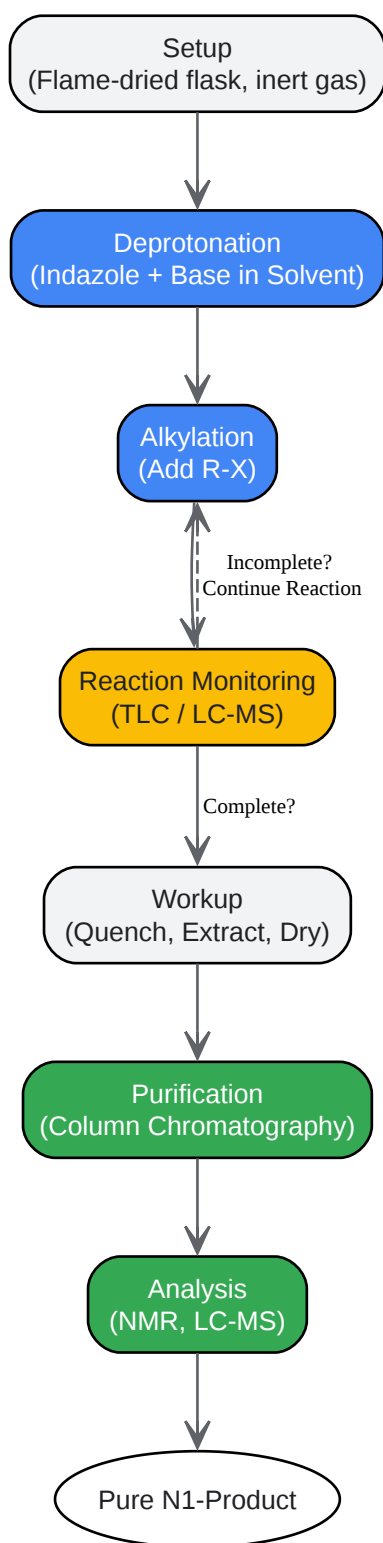 Setup
(Flame-dried flask, inert gas)
Deprotonation
(Indazole + Base in Solvent)
Alkylation
(Add R-X)
Incomplete?
Continue Reaction
Reaction Monitoring
(TLC / LC-MS)
Complete?
Workup
(Quench, Extract, Dry)
Purification
(Column Chromatography)
Analysis
(NMR, LC-MS)
Pure N1-Product